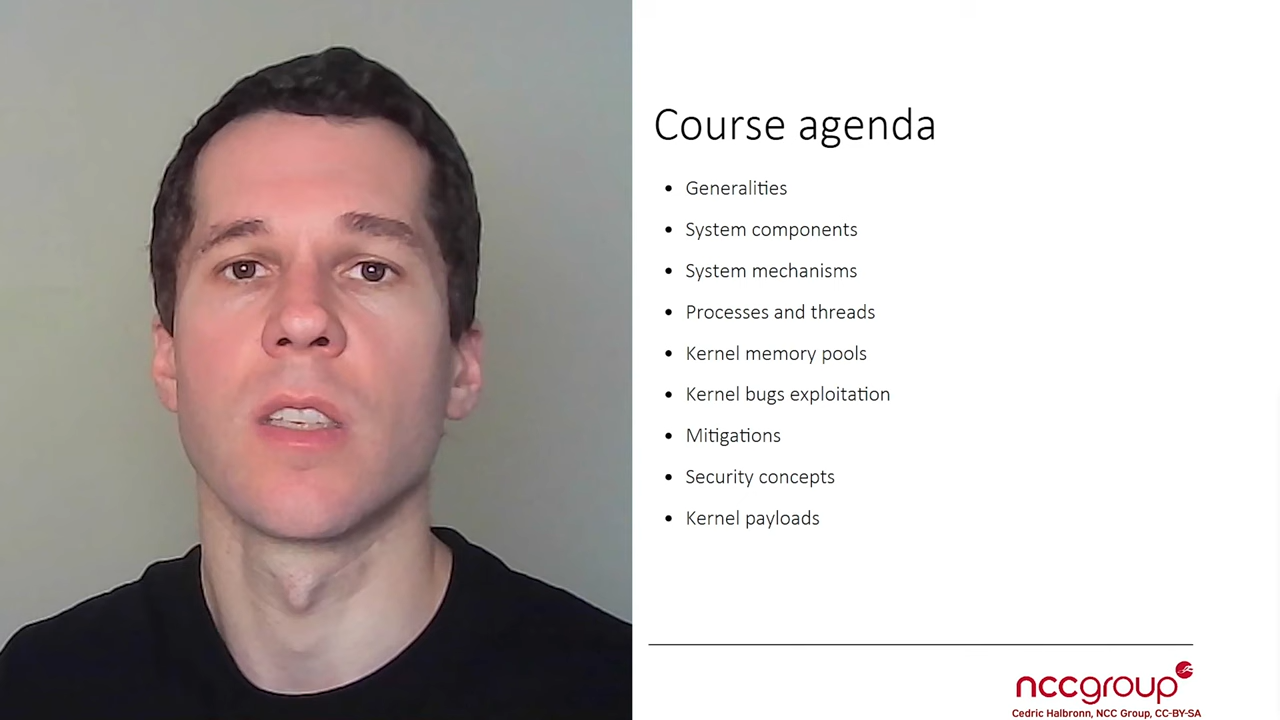 Course agenda
• Generalities
• System components
• System mechanisms
• Processes and threads
• Kernel memory pools
• Kernel bugs exploitation
• Mitigations
• Security concepts
• Kernel payloads
nccgroup
Cedric Halbronn, NCC Group, CC-BY-SA